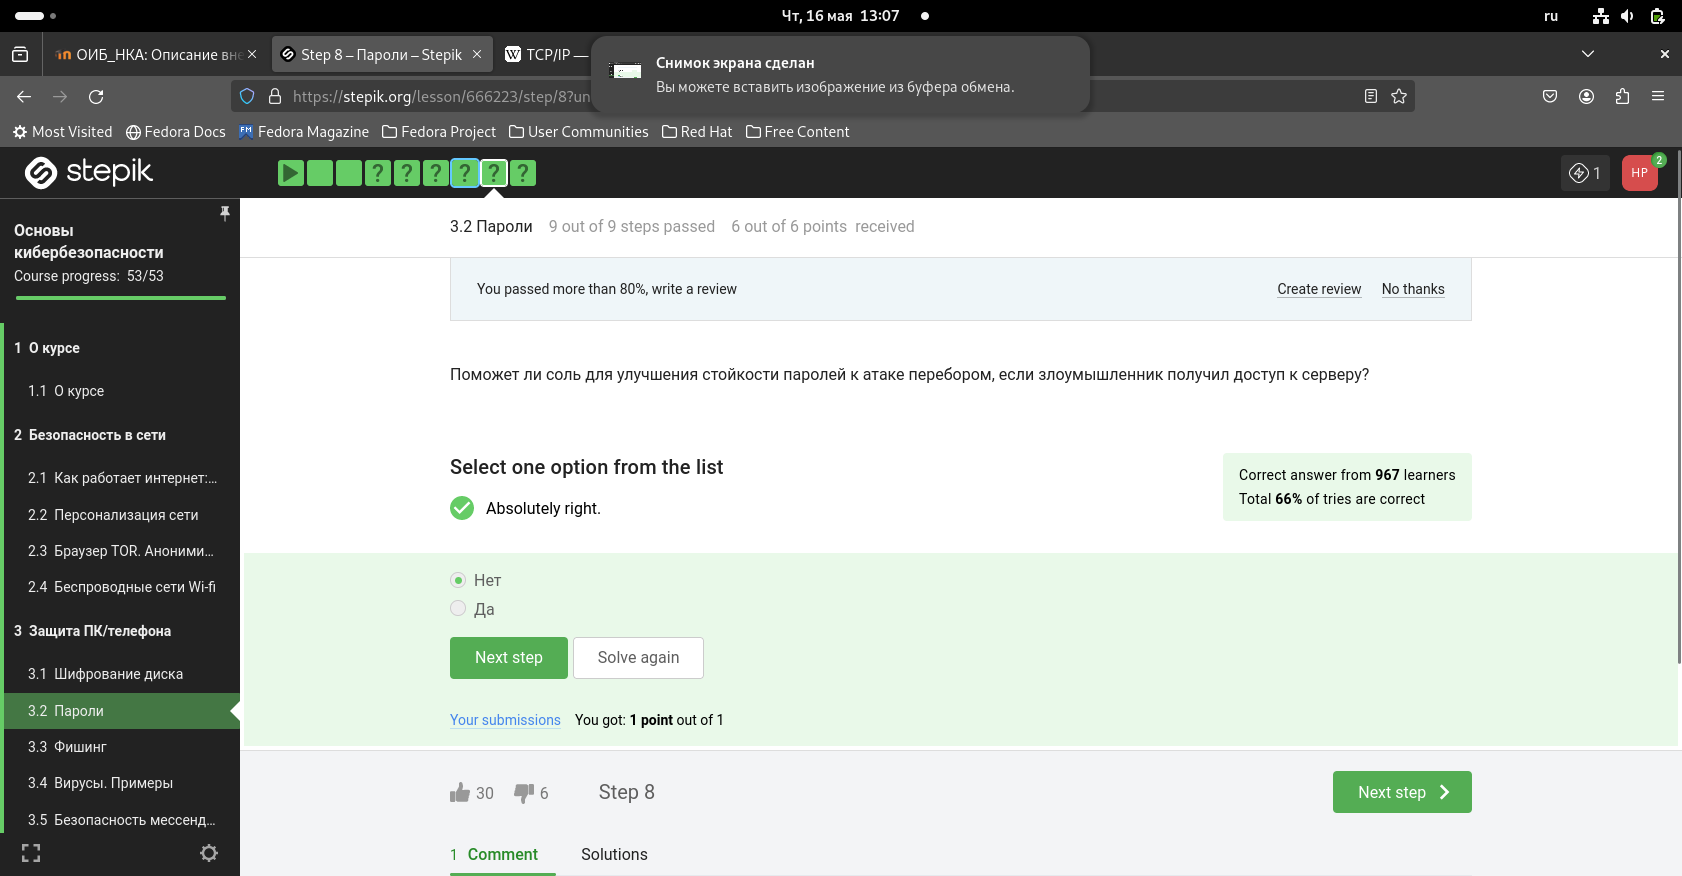 Чт, 16 мая 13:07
ru
ОИБ_НКА: Описание вне
Step 8 – Пароли – Stepik
W TCP/IP —
Снимок экрана сделан
Вы можете вставить изображение из буфера обмена.
https://stepik.org/lesson/666223/step/8?un
Most Visited
Fedora Docs
FM Fedora Magazine
Fedora Project
User Communities
Red Hat
Free Content
stepik
? ? ? ? ? ?
1
HP
2
Основы
кибербезопасности
Course progress: 53/53
1 О курсе
1.1 О курсе
2 Безопасность в сети
2.1 Как работает интернет:...
2.2 Персонализация сети
2.3 Браузер TOR. Аноними...
2.4 Беспроводные сети Wi-fi
3 Защита ПК/телефона
3.1 Шифрование диска
3.2 Пароли
3.3 Фишинг
3.4 Вирусы. Примеры
3.5 Безопасность мессенд...
3.2 Пароли 9 out of 9 steps passed 6 out of 6 points received
You passed more than 80%, write a review
Create review
No thanks
Поможет ли соль для улучшения стойкости паролей к атаке перебором, если злоумышленник получил доступ к серверу?
Select one option from the list
Absolutely right.
Correct answer from 967 learners
Total 66% of tries are correct
Нет
Да
Next step
Solve again
Your submissions You got: 1 point out of 1
30
6
Step 8
Next step
1 Comment
Solutions